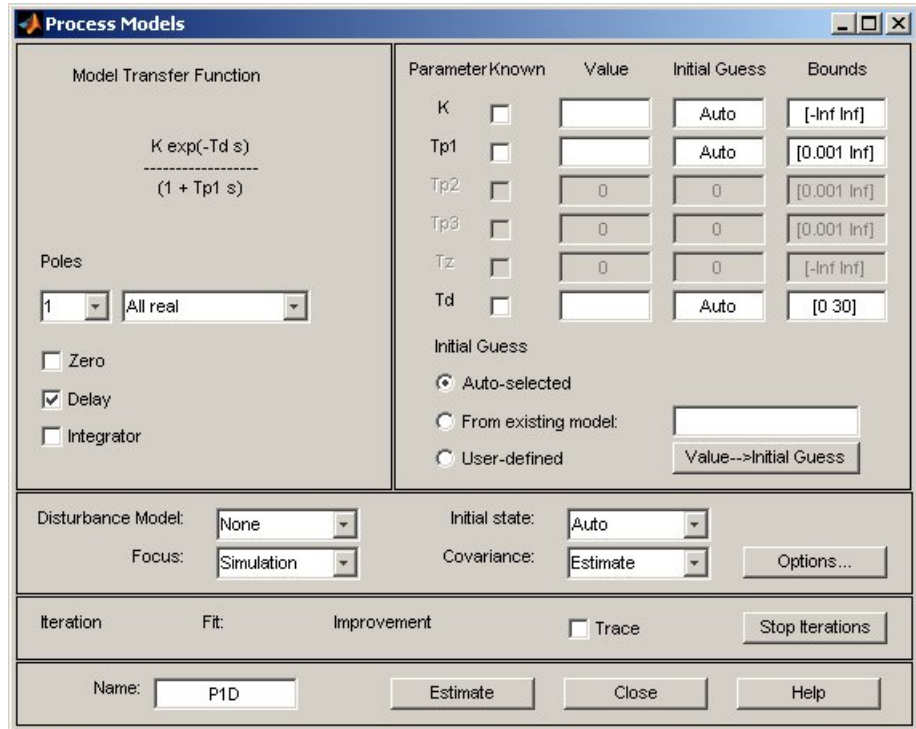 Process Models
Model Transfer Function
K exp(-Td s)
-----------------
(1 + Tp1 s)
Poles
1 All real
Zero
Delay
Integrator
Parameter Known Value Initial Guess Bounds
K Auto [-Inf Inf]
Tp1 Auto [0.001 Inf]
Tp2 0 0 [0.001 Inf]
Tp3 0 0 [0.001 Inf]
Tz 0 0 [-Inf Inf]
Td Auto [0 30]
Initial Guess
Auto-selected
From existing model:
User-defined Value-->Initial Guess
Disturbance Model: None Initial state: Auto
Focus: Simulation Covariance: Estimate Options...
Iteration Fit: Improvement Trace Stop Iterations
Name: P1D Estimate Close Help